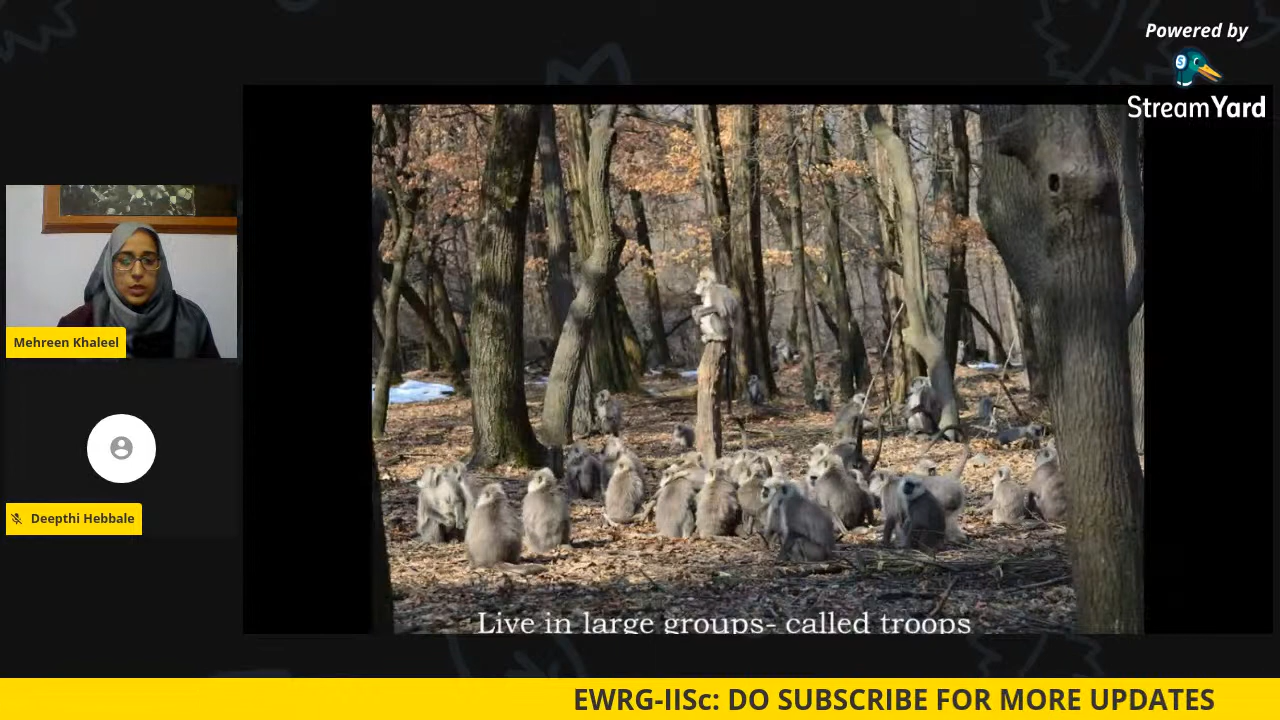 Powered by
StreamYard
Mehreen Khaleel
Deepthi Hebbale
Live in large groups- called troops
EWRG-IISc: DO SUBSCRIBE FOR MORE UPDATES